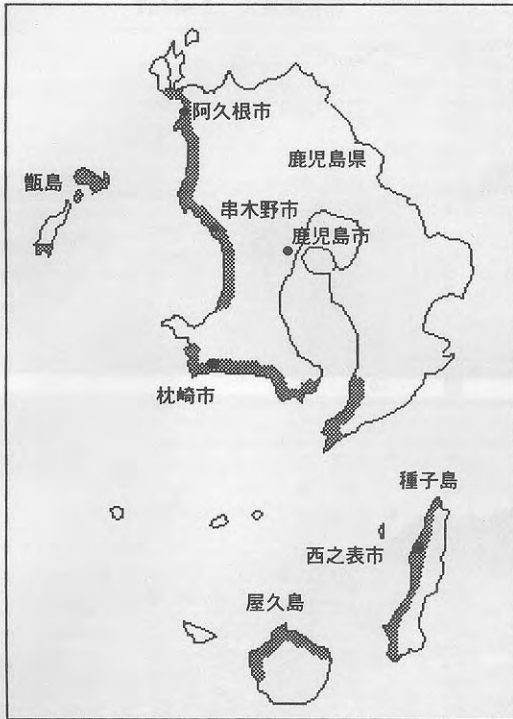 阿久根市
鹿児島県
甑島
串木野市
鹿児島市
枕崎市
種子島
西之表市
屋久島